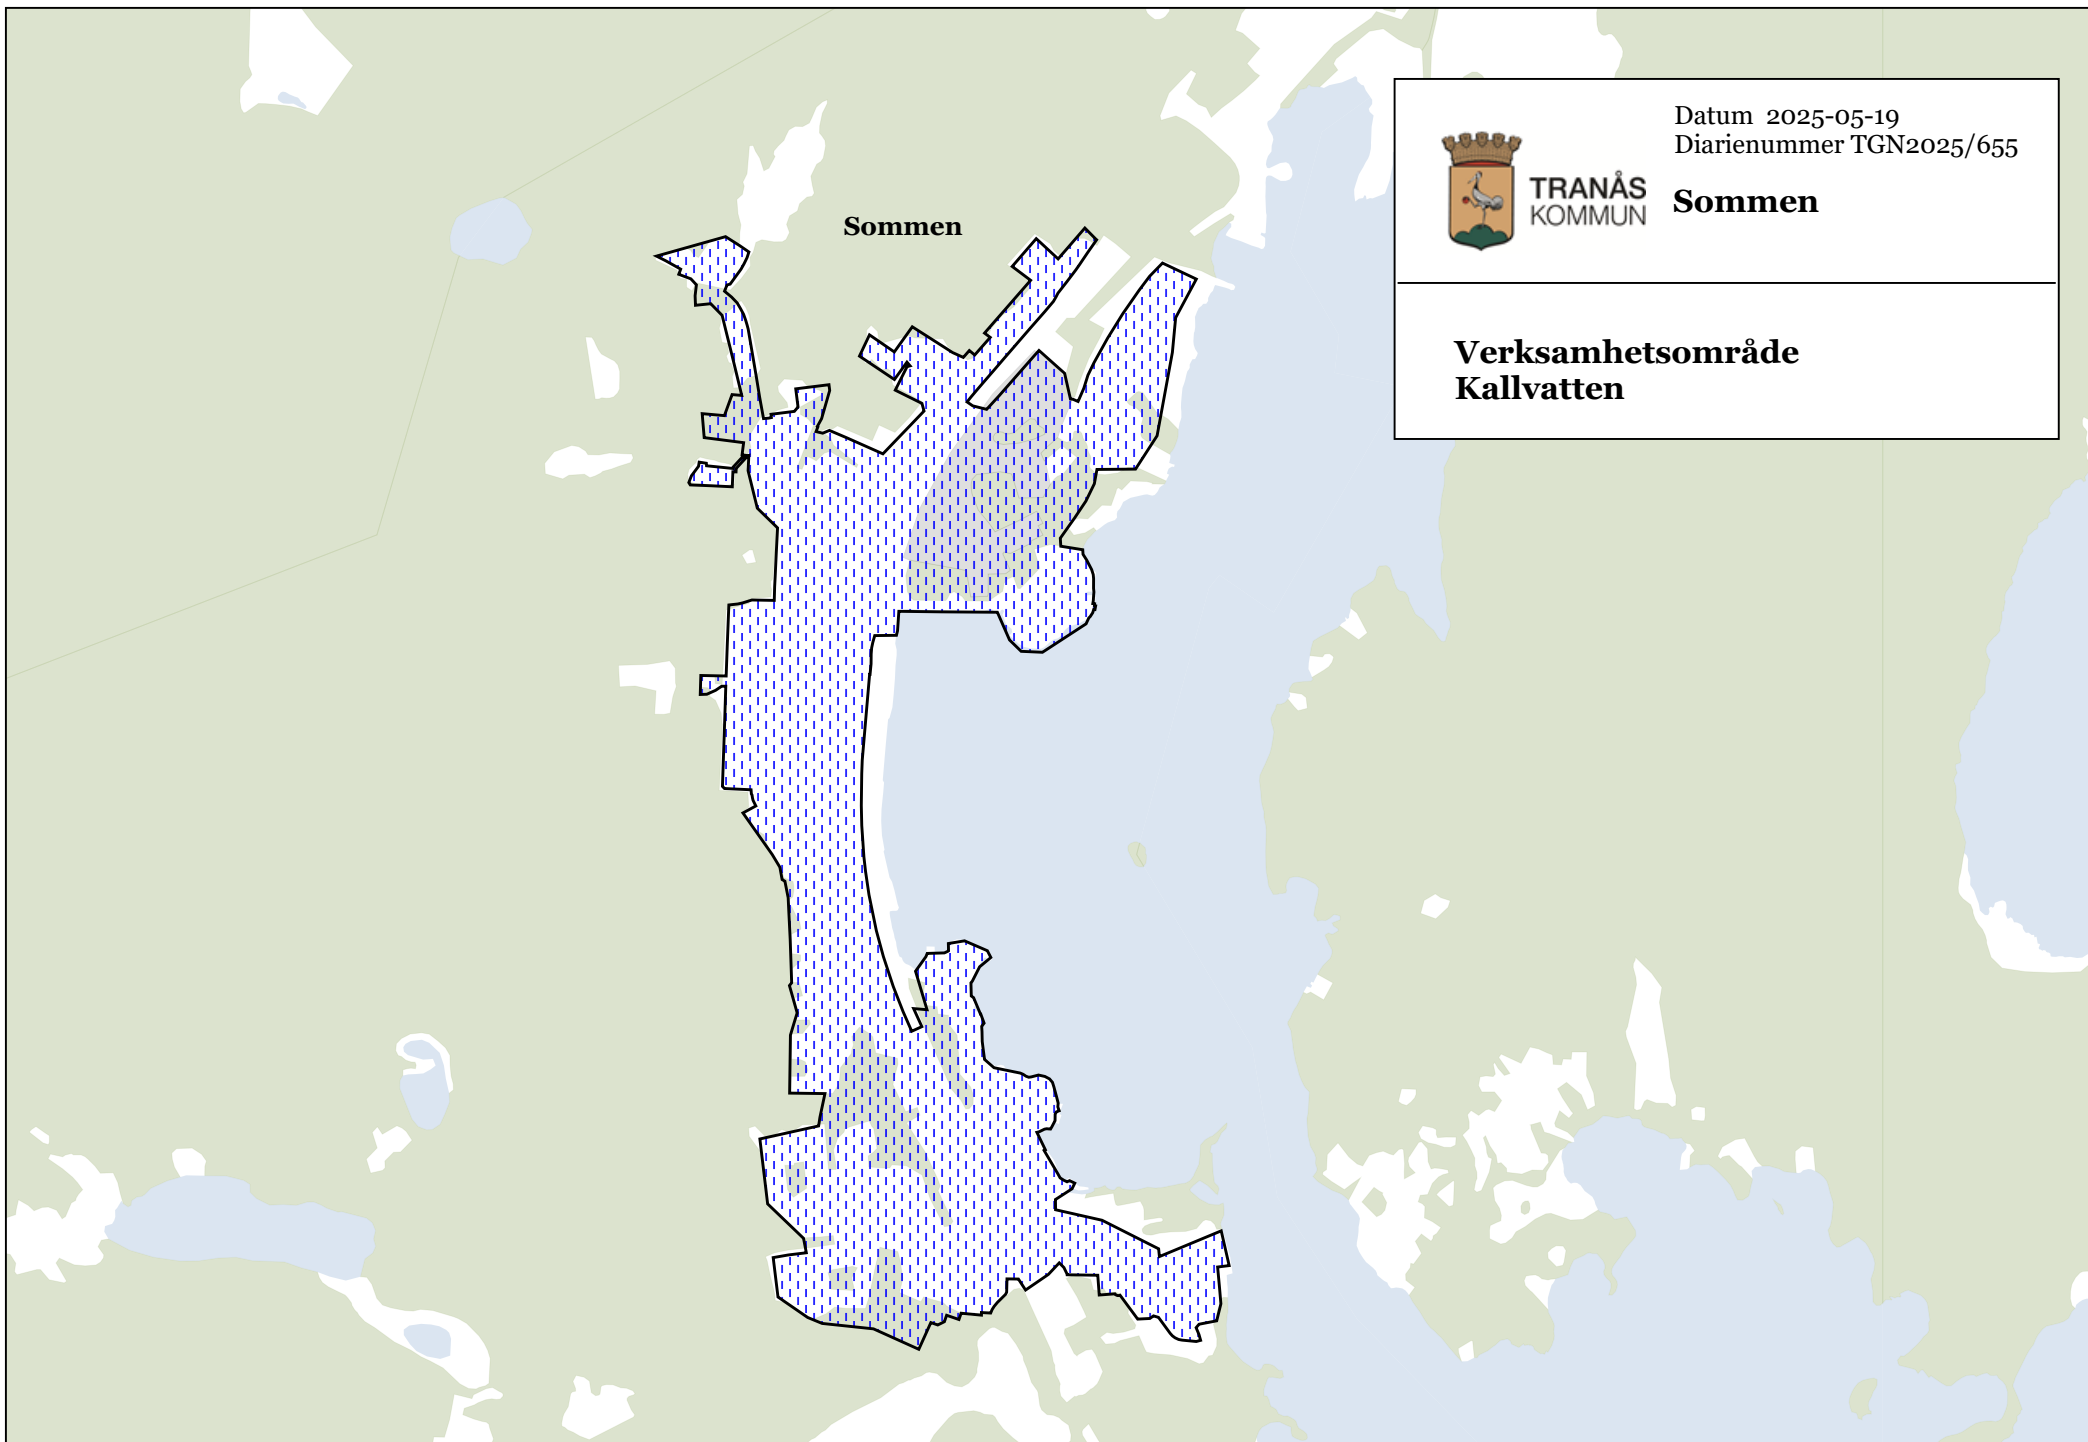 Datum 2025-05-19
Diarienummer TGN2025/655
TRANÅS
KOMMUN
Sommen
Verksamhetsområde
Kallvatten
Sommen